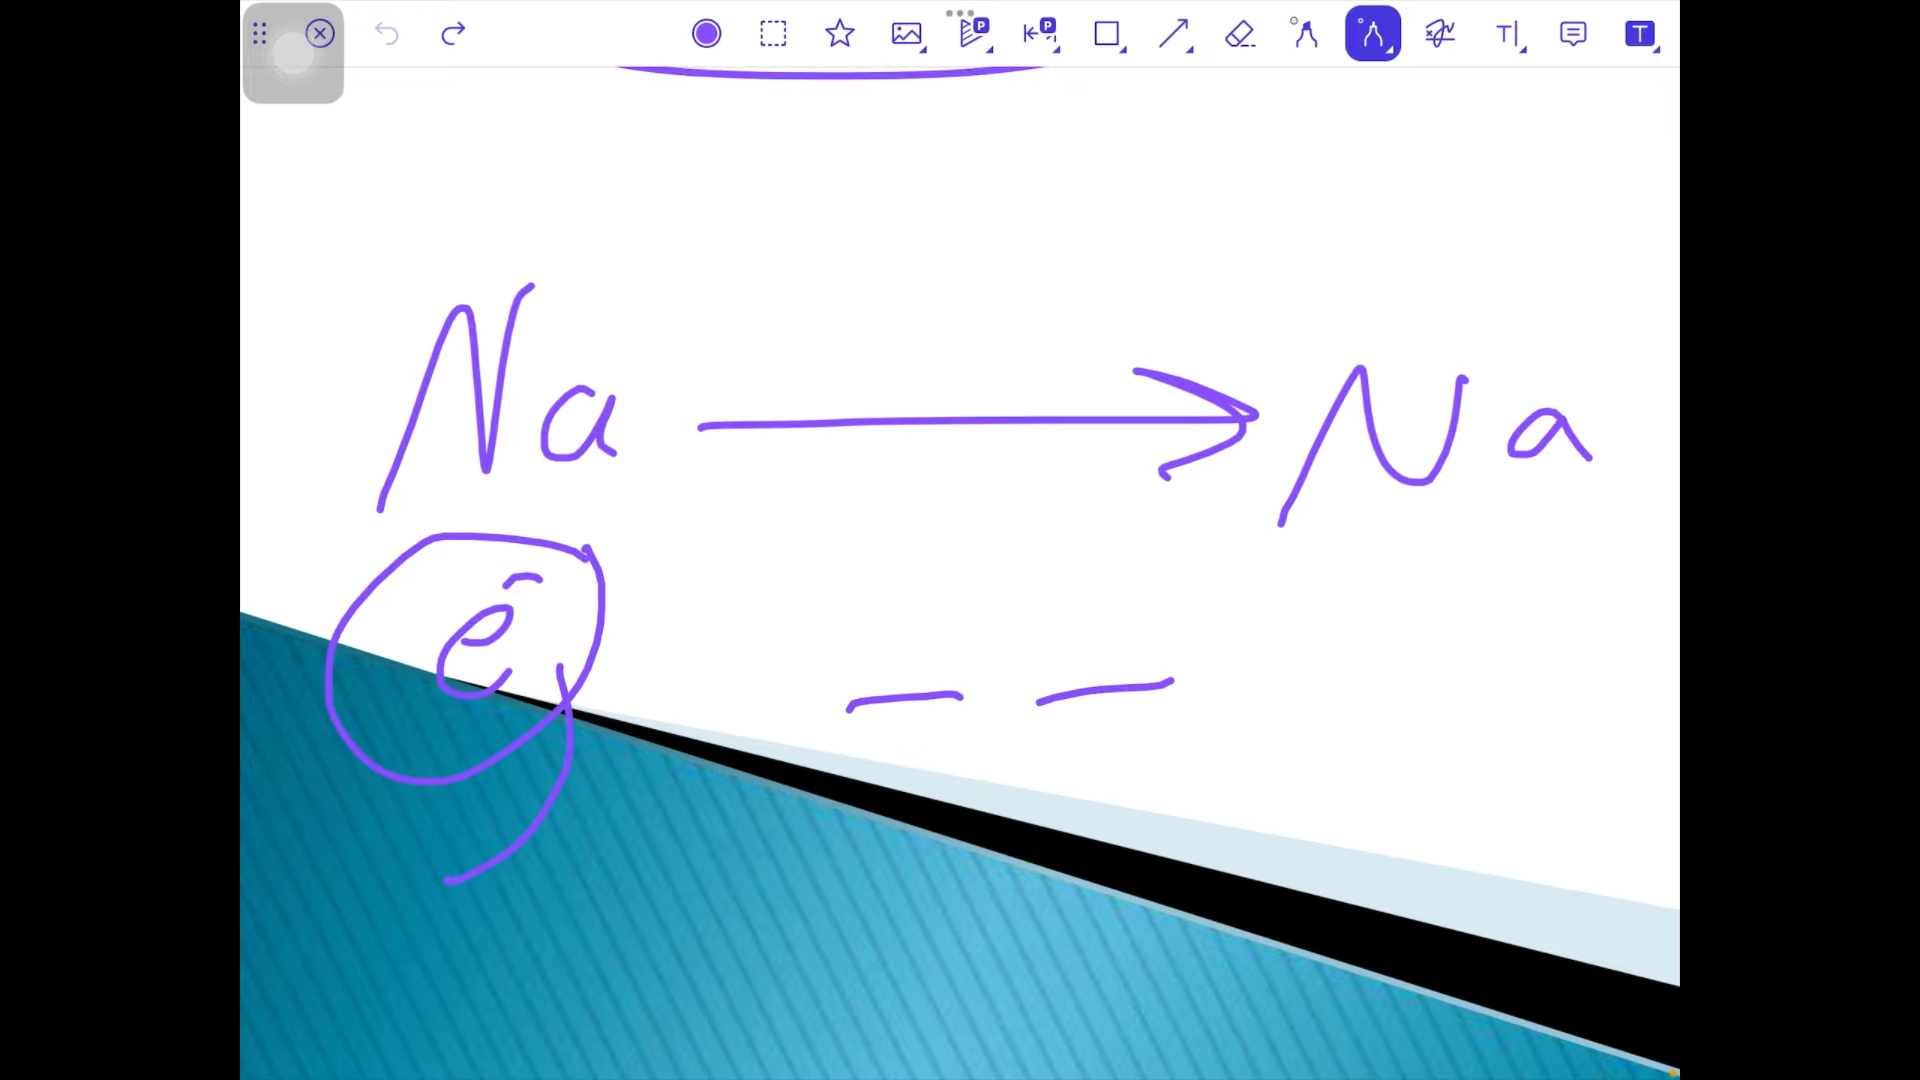 P P T T
Na → Na
e⁻
— —